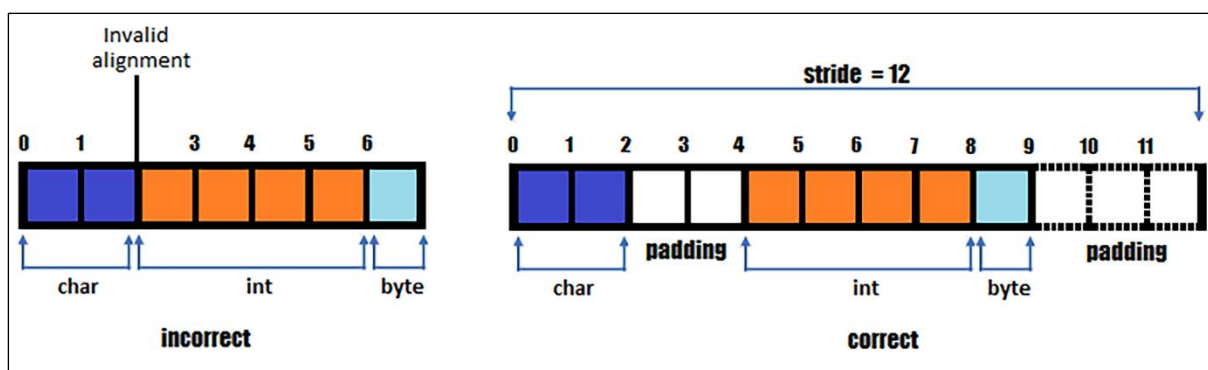 Invalid
alignment
0 1 3 4 5 6
char int byte
incorrect
stride = 12
0 1 2 3 4 5 6 7 8 9 10 11
padding padding
char int byte
correct